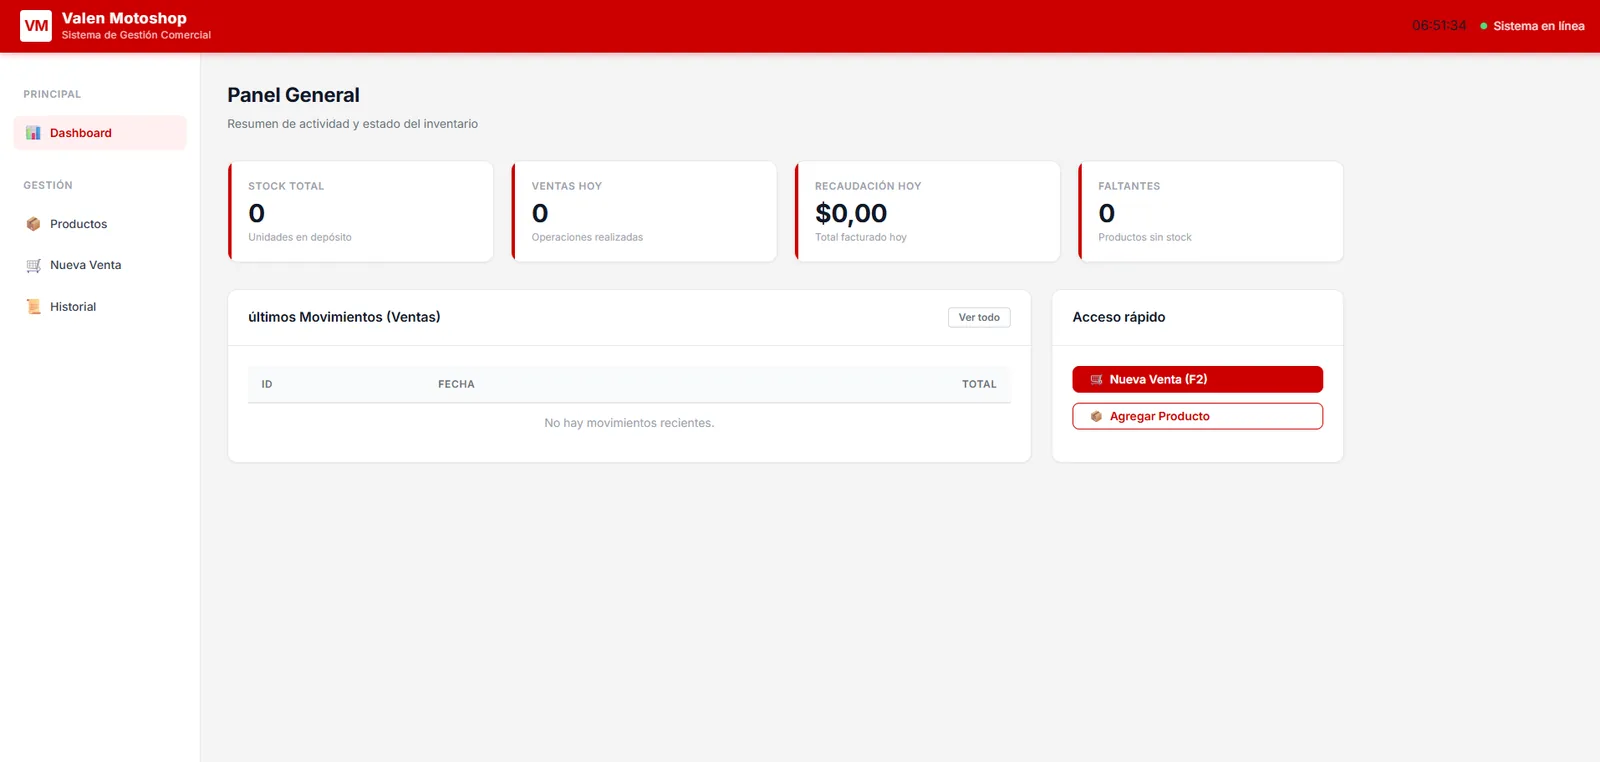 VM
Valen Motoshop
Sistema de Gestión Comercial
06:51:34
Sistema en línea
PRINCIPAL
Dashboard
GESTIÓN
Productos
Nueva Venta
Historial
Panel General
Resumen de actividad y estado del inventario
STOCK TOTAL
0
Unidades en depósito
VENTAS HOY
0
Operaciones realizadas
RECAUDACIÓN HOY
$0,00
Total facturado hoy
FALTANTES
0
Productos sin stock
últimos Movimientos (Ventas)
Ver todo
ID FECHA TOTAL
No hay movimientos recientes.
Acceso rápido
Nueva Venta (F2)
Agregar Producto